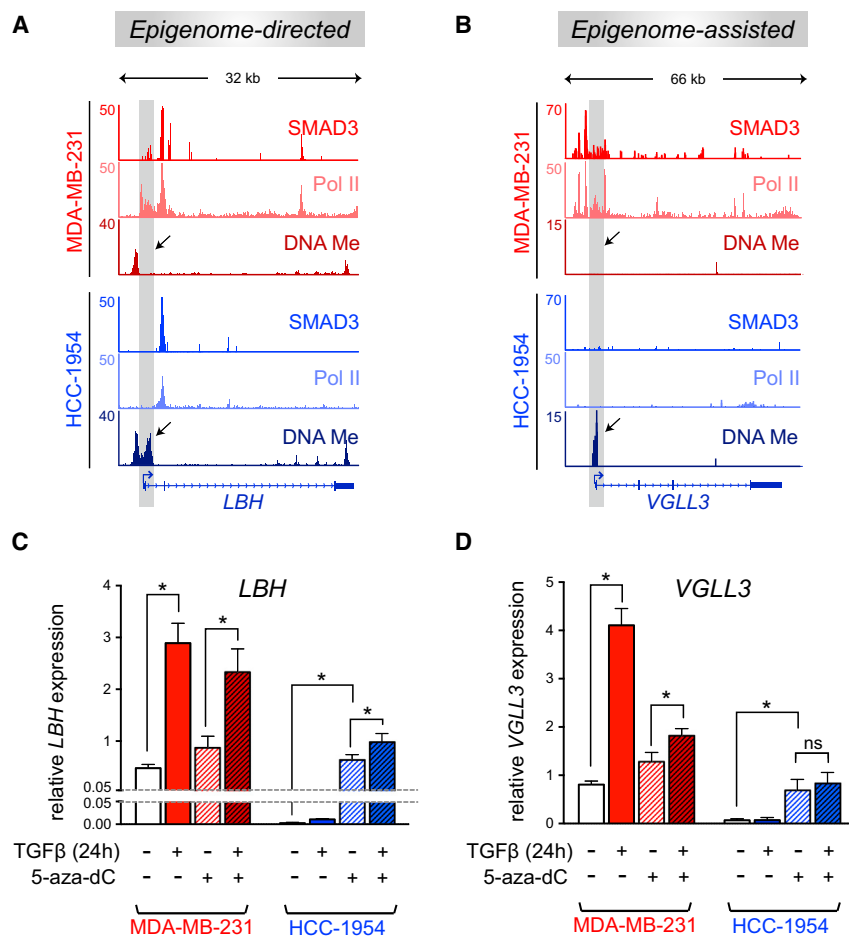 A
Epigenome-directed
32 kb
MDA-MB-231
50
SMAD3
50
Pol II
40
DNA Me
HCC-1954
50
SMAD3
50
Pol II
40
DNA Me
LBH
B
Epigenome-assisted
66 kb
MDA-MB-231
70
SMAD3
50
Pol II
15
DNA Me
HCC-1954
70
SMAD3
50
Pol II
15
DNA Me
VGLL3
C
LBH
relative LBH expression
4
3
2
1
0.05
0.05
0.00
* * * *
TGFβ (24h) - + - + - + - +
5-aza-dC - - + + - - + +
MDA-MB-231 HCC-1954
D
VGLL3
relative VGLL3 expression
5
4
3
2
1
0
* * * ns
TGFβ (24h) - + - + - + - +
5-aza-dC - - + + - - + +
MDA-MB-231 HCC-1954